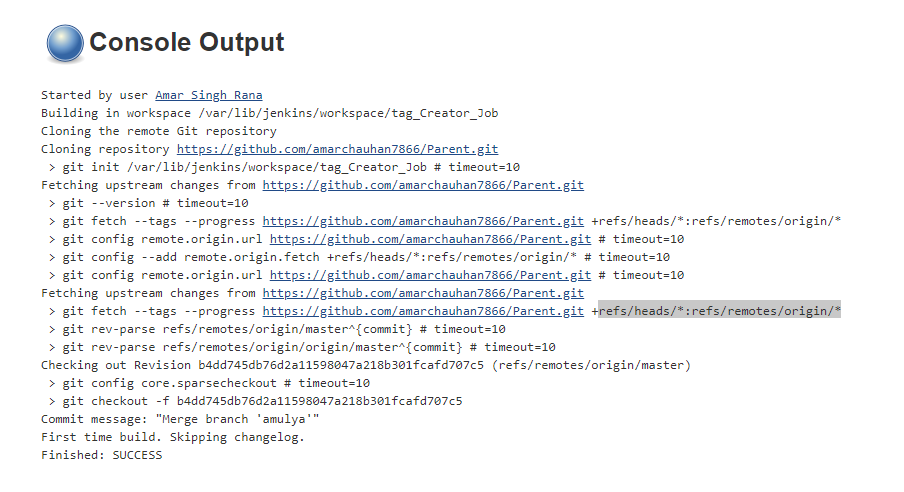 Console Output
Started by user Amar Singh Rana
Building in workspace /var/lib/jenkins/workspace/tag_Creator_Job
Cloning the remote Git repository
Cloning repository https://github.com/amarchauhan7866/Parent.git
> git init /var/lib/jenkins/workspace/tag_Creator_Job # timeout=10
Fetching upstream changes from https://github.com/amarchauhan7866/Parent.git
> git --version # timeout=10
> git fetch --tags --progress https://github.com/amarchauhan7866/Parent.git +refs/heads/*:refs/remotes/origin/*
> git config remote.origin.url https://github.com/amarchauhan7866/Parent.git # timeout=10
> git config --add remote.origin.fetch +refs/heads/*:refs/remotes/origin/* # timeout=10
> git config remote.origin.url https://github.com/amarchauhan7866/Parent.git # timeout=10
Fetching upstream changes from https://github.com/amarchauhan7866/Parent.git
> git fetch --tags --progress https://github.com/amarchauhan7866/Parent.git +refs/heads/*:refs/remotes/origin/*
> git rev-parse refs/remotes/origin/master^{commit} # timeout=10
> git rev-parse refs/remotes/origin/origin/master^{commit} # timeout=10
Checking out Revision b4dd745db76d2a11598047a218b301fcafd707c5 (refs/remotes/origin/master)
> git config core.sparsecheckout # timeout=10
> git checkout -f b4dd745db76d2a11598047a218b301fcafd707c5
Commit message: "Merge branch 'amulya'"
First time build. Skipping changelog.
Finished: SUCCESS